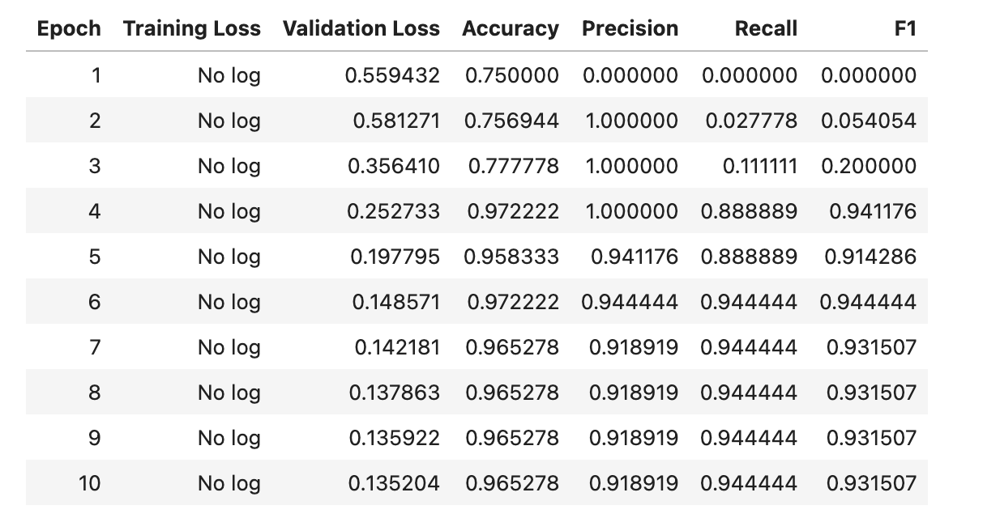 Epoch Training Loss Validation Loss Accuracy Precision Recall F1
1 No log 0.559432 0.750000 0.000000 0.000000 0.000000
2 No log 0.581271 0.756944 1.000000 0.027778 0.054054
3 No log 0.356410 0.777778 1.000000 0.111111 0.200000
4 No log 0.252733 0.972222 1.000000 0.888889 0.941176
5 No log 0.197795 0.958333 0.941176 0.888889 0.914286
6 No log 0.148571 0.972222 0.944444 0.944444 0.944444
7 No log 0.142181 0.965278 0.918919 0.944444 0.931507
8 No log 0.137863 0.965278 0.918919 0.944444 0.931507
9 No log 0.135922 0.965278 0.918919 0.944444 0.931507
10 No log 0.135204 0.965278 0.918919 0.944444 0.931507